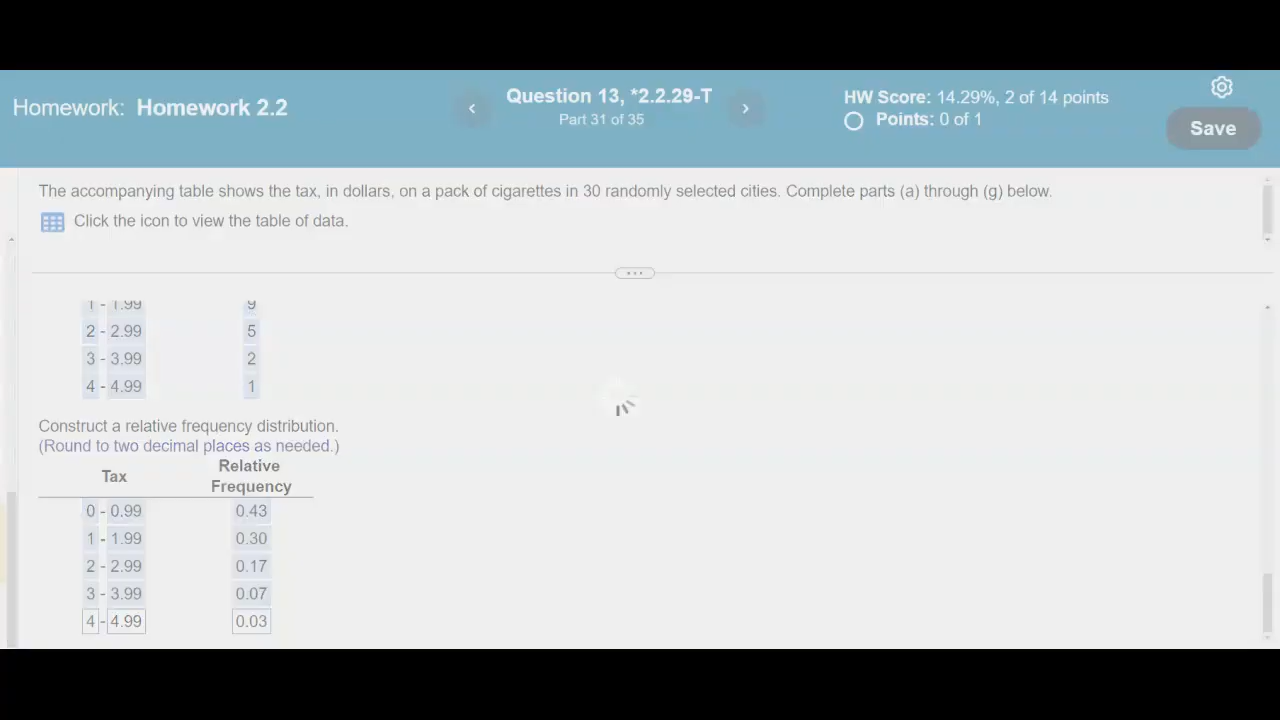 Homework: Homework 2.2
Question 13, *2.2.29-T
Part 31 of 35
HW Score: 14.29%, 2 of 14 points
Points: 0 of 1
Save
The accompanying table shows the tax, in dollars, on a pack of cigarettes in 30 randomly selected cities. Complete parts (a) through (g) below.
Click the icon to view the table of data.
1 - 1.99 9
2 - 2.99 5
3 - 3.99 2
4 - 4.99 1
Construct a relative frequency distribution.
(Round to two decimal places as needed.)
Tax Relative Frequency
0 - 0.99 0.43
1 - 1.99 0.30
2 - 2.99 0.17
3 - 3.99 0.07
4 - 4.99 0.03